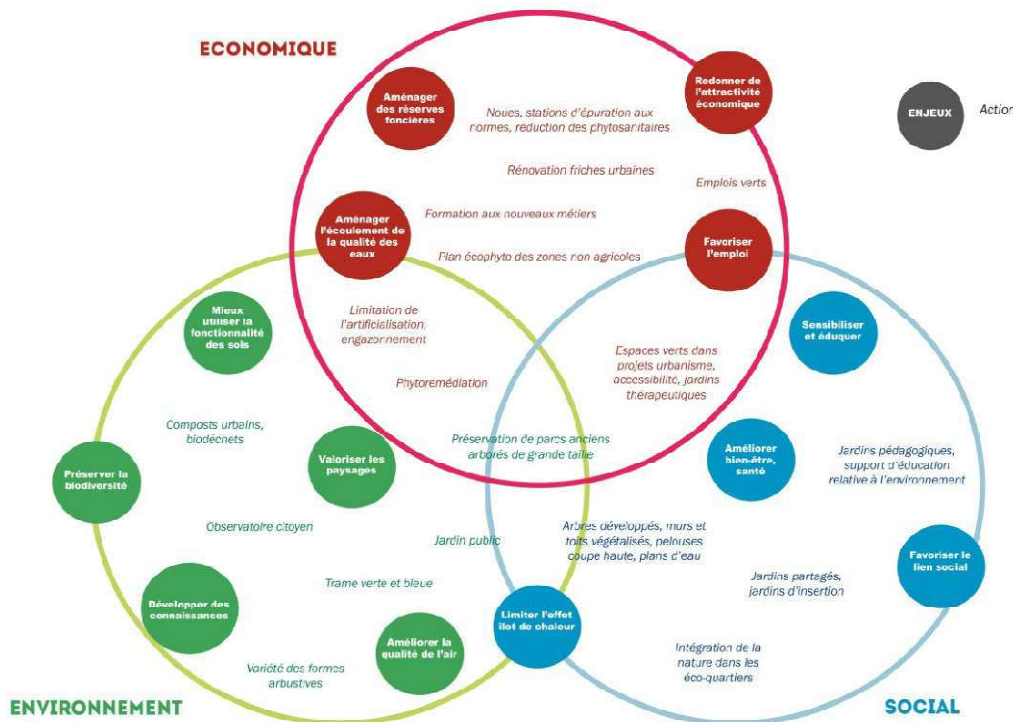 ECONOMIQUE
Aménager
des réserves
foncières
Redonner de
l'attractivité
économique
ENJEUX
Action
Noues, stations d'épuration aux
normes, réduction des phytosanitaires
Rénovation friches urbaines
Emplois verts
Aménager
l'écoulement de
la qualité des
eaux
Formation aux nouveaux métiers
Favoriser
l'emploi
Plan écophyto des zones non agricoles
Mieux
utiliser la
fonctionnalité
des sols
Limitation de
l'artificialisation,
engazonnement
Sensibiliser
et éduquer
Espaces verts dans
projets urbanisme,
accessibilité, jardins
thérapeutiques
Phytoremédiation
Composts urbains,
biodéchets
Préservation de parcs anciens
arborés de grande taille
Valoriser les
paysages
Améliorer
bien-être,
santé
Jardins pédagogiques,
support d'éducation
relative à l'environnement
Préserver la
biodiversité
Observatoire citoyen
Jardin public
Arbres développés, murs et
toits végétalisés, pelouses
coupe haute, plans d'eau
Favoriser le
lien social
Trame verte et bleue
Jardins partagés,
jardins d'insertion
Développer des
connaissances
Limiter l'effet
îlot de chaleur
Améliorer la
qualité de l'air
Variété des formes
arbustives
Intégration de la
nature dans les
éco-quartiers
ENVIRONNEMENT
SOCIAL